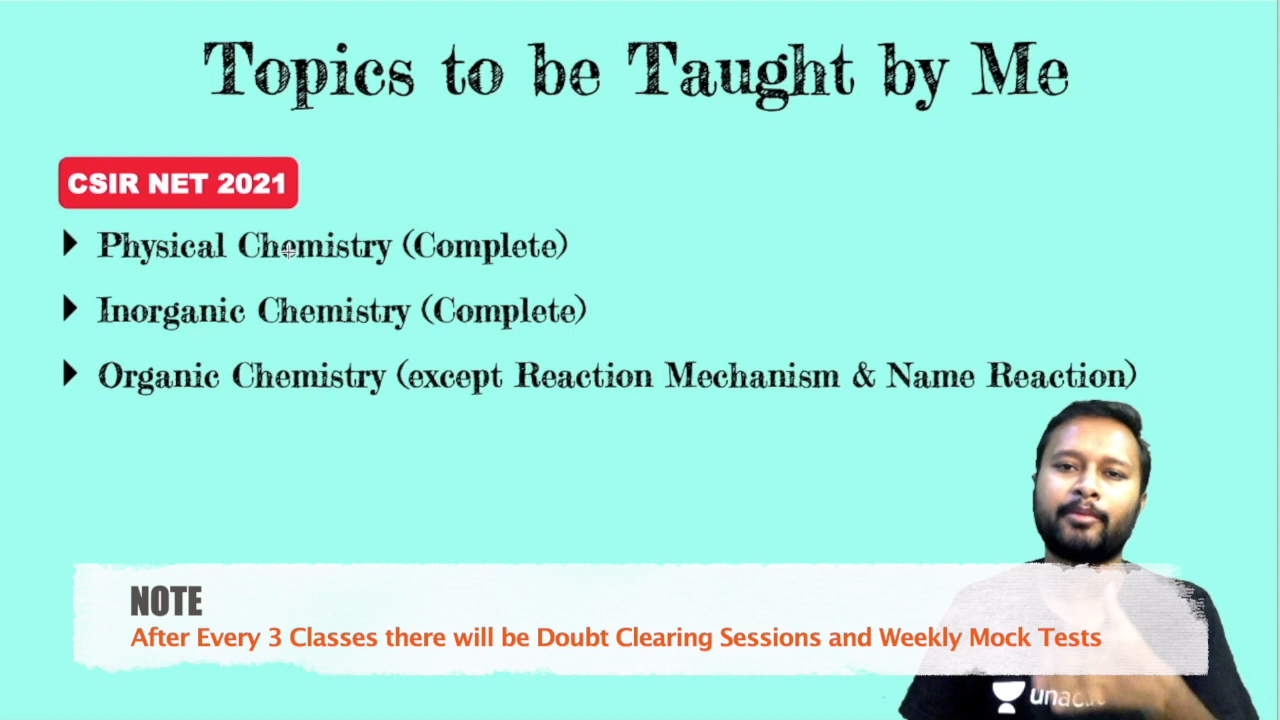 Topics to be Taught by Me
CSIR NET 2021
Physical Chemistry (Complete)
Inorganic Chemistry (Complete)
Organic Chemistry (except Reaction Mechanism & Name Reaction)
NOTE
After Every 3 Classes there will be Doubt Clearing Sessions and Weekly Mock Tests